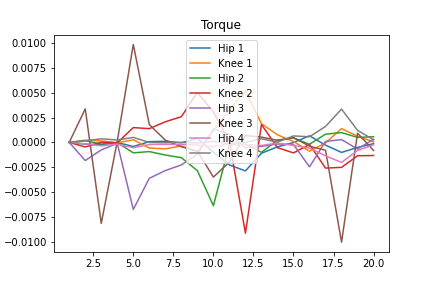 Torque
0.0100
0.0075
0.0050
0.0025
0.0000
−0.0025
−0.0050
−0.0075
−0.0100
Hip 1
Knee 1
Hip 2
Knee 2
Hip 3
Knee 3
Hip 4
Knee 4
2.5 5.0 7.5 10.0 12.5 15.0 17.5 20.0